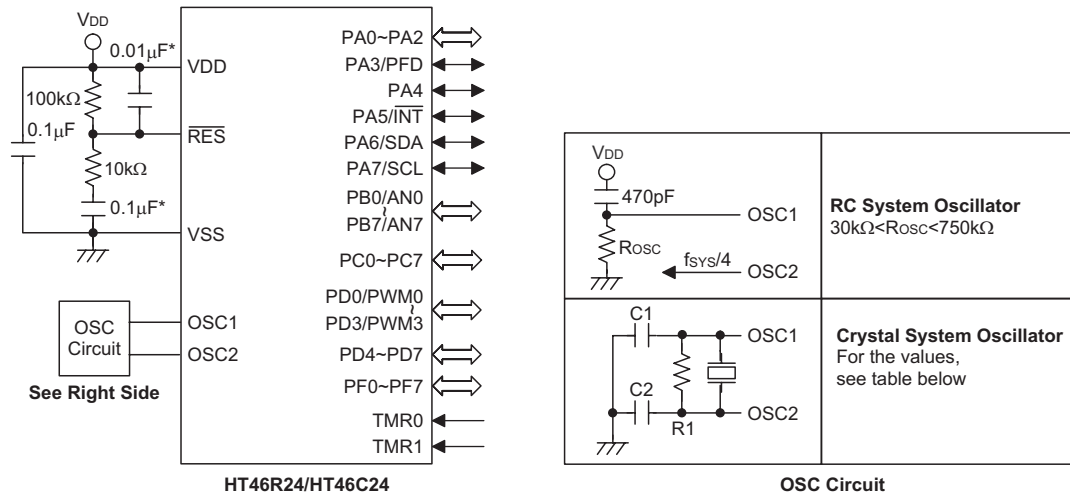 VDD
0.01μF*
VDD
100kΩ
0.1μF
RES
10kΩ
0.1μF*
VSS
OSC
Circuit
OSC1
OSC2
See Right Side
PA0~PA2
PA3/PFD
PA4
PA5/INT
PA6/SDA
PA7/SCL
PB0/AN0
~
PB7/AN7
PC0~PC7
PD0/PWM0
~
PD3/PWM3
PD4~PD7
PF0~PF7
TMR0
TMR1
HT46R24/HT46C24
VDD
470pF
OSC1
ROSC
fSYS/4
OSC2
RC System Oscillator
30kΩ<ROSC<750kΩ
C1
OSC1
C2
R1
OSC2
Crystal System Oscillator
For the values,
see table below
OSC Circuit